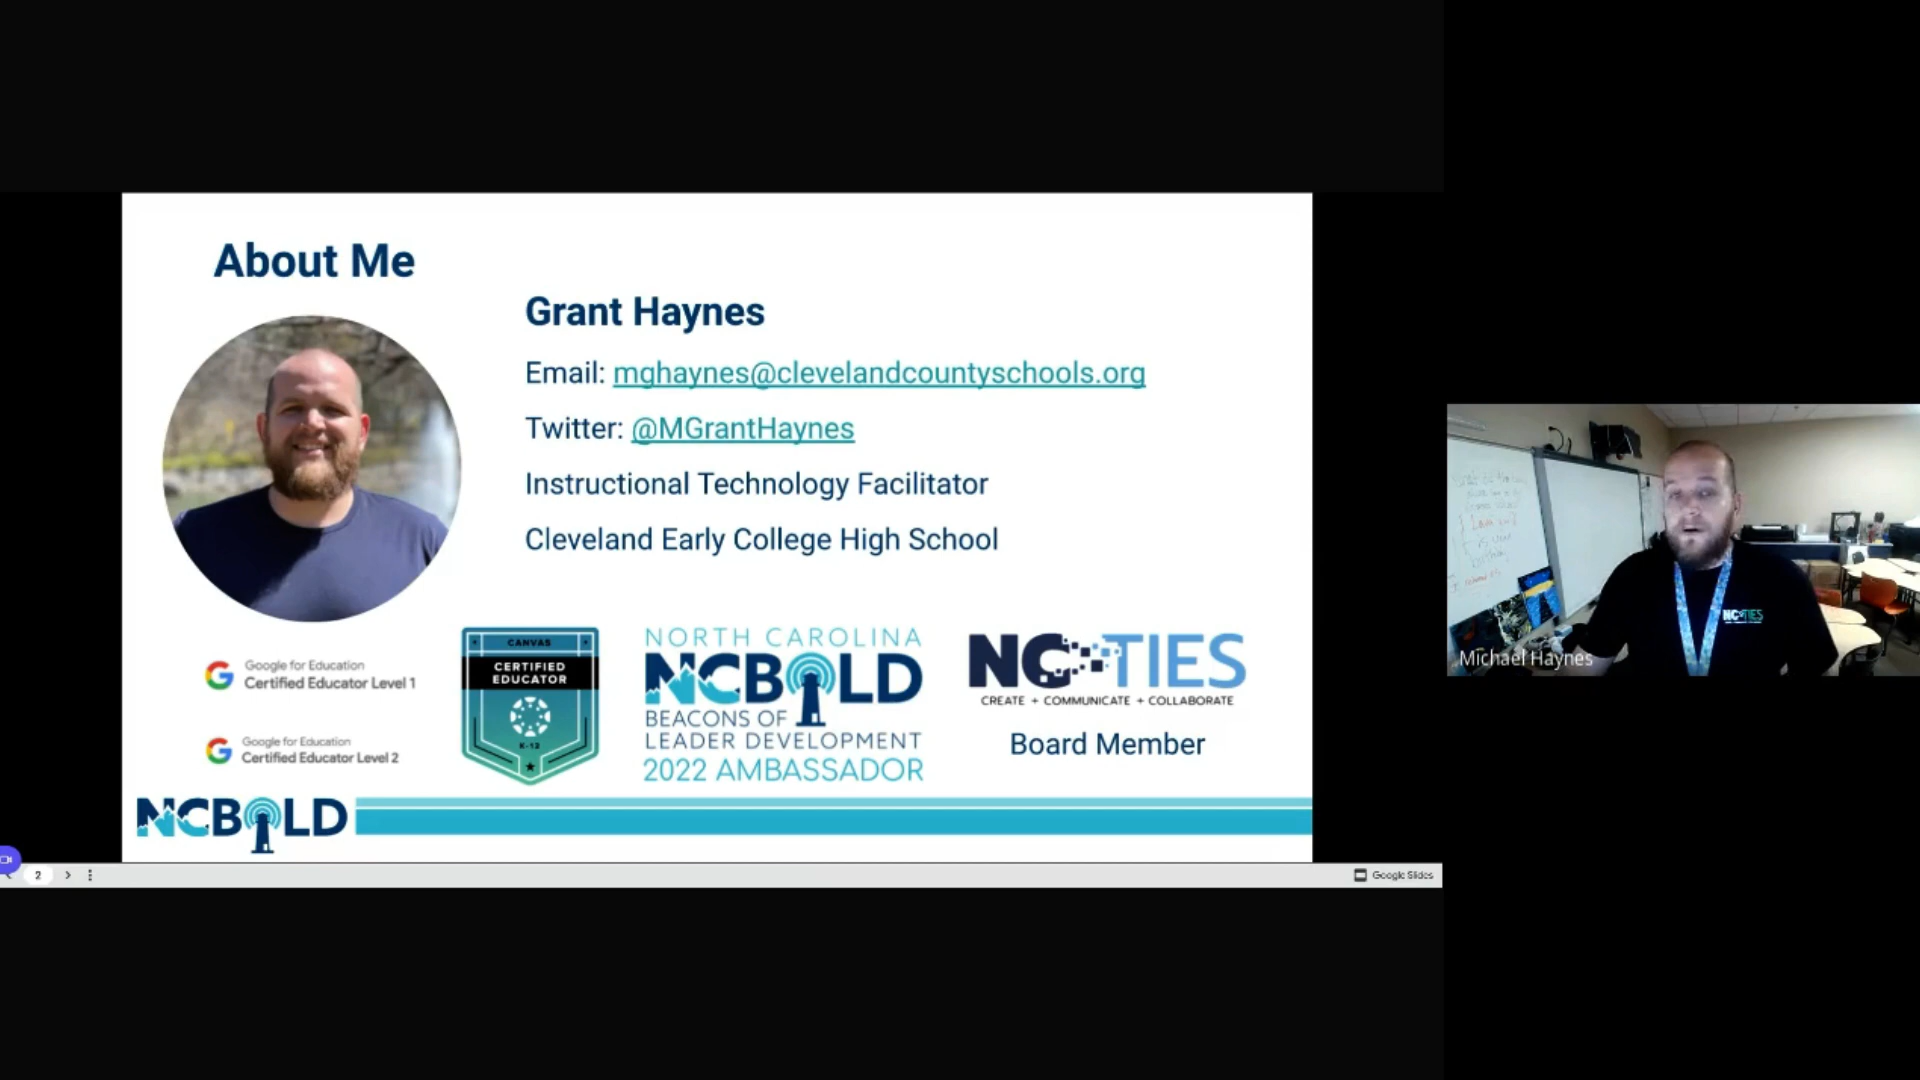 About Me
Grant Haynes
Email: mghaynes@clevelandcountyschools.org
Twitter: @MGrantHaynes
Instructional Technology Facilitator
Cleveland Early College High School
Google for Education
Certified Educator Level 1
Google for Education
Certified Educator Level 2
CANVAS
CERTIFIED
EDUCATOR
K-12
NORTH CAROLINA
NCBOLD
BEACONS OF
LEADER DEVELOPMENT
2022 AMBASSADOR
NC TIES
CREATE + COMMUNICATE + COLLABORATE
Board Member
NCBOLD
2
Google Slides
NC TIES
Michael Haynes